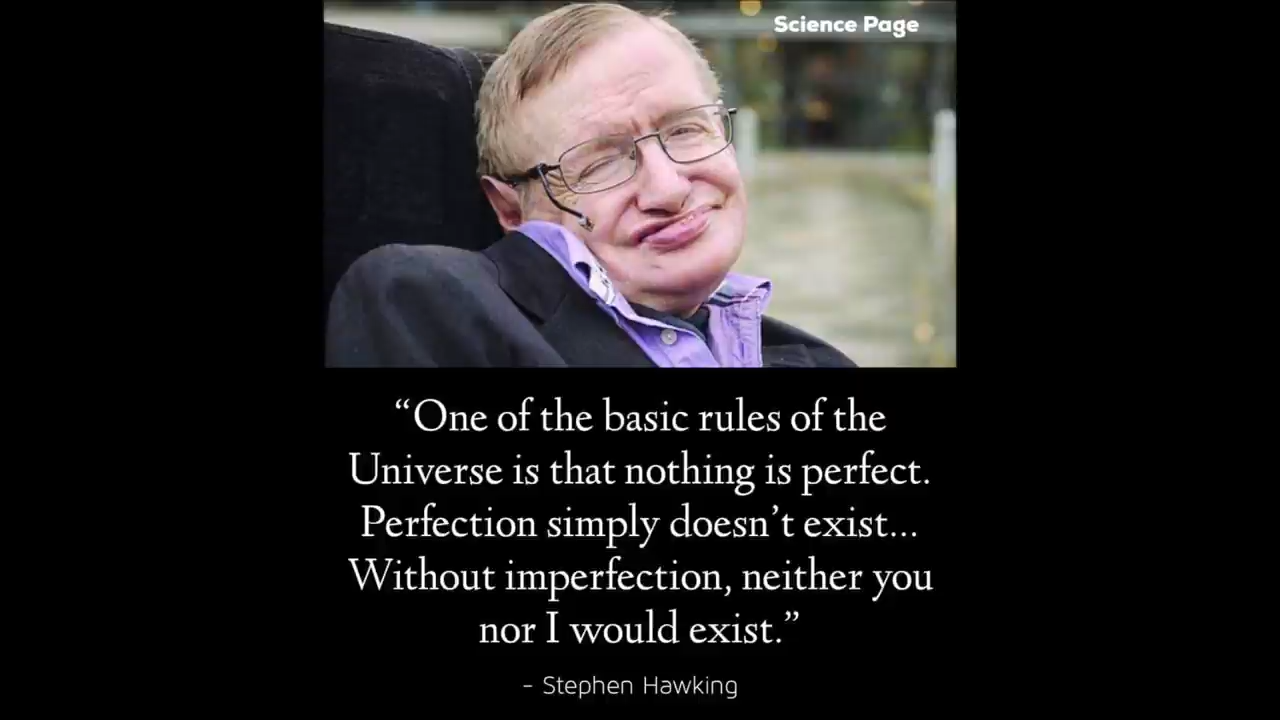 Science Page
“One of the basic rules of the
Universe is that nothing is perfect.
Perfection simply doesn’t exist...
Without imperfection, neither you
nor I would exist.”
- Stephen Hawking